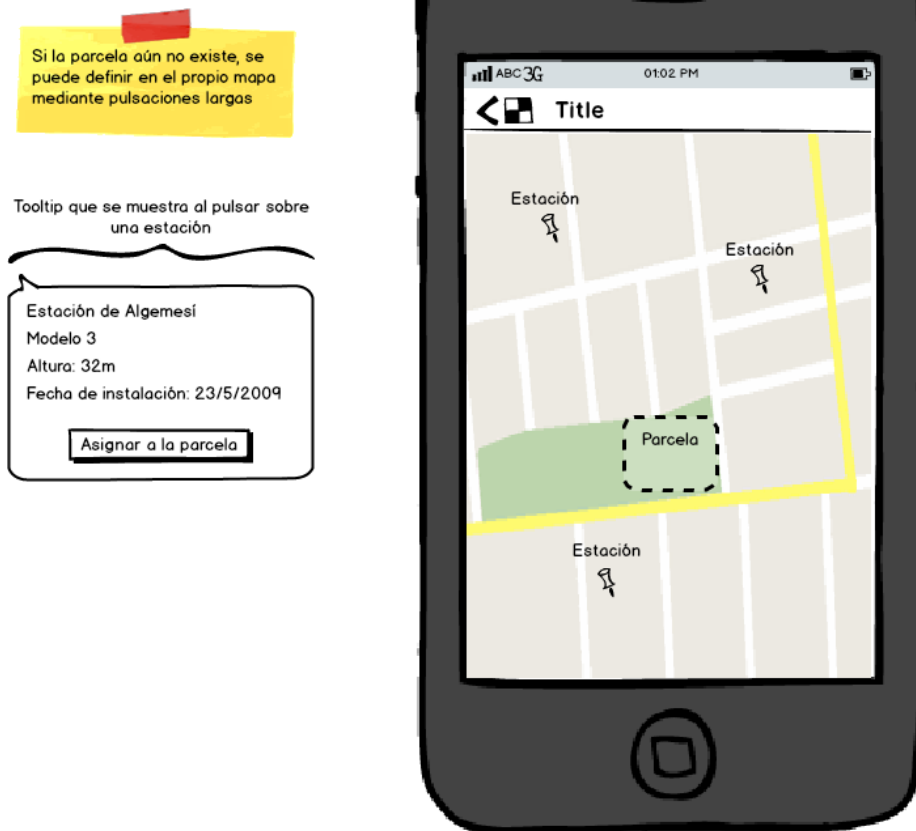 Si la parcela aún no existe, se
puede definir en el propio mapa
mediante pulsaciones largas
Tooltip que se muestra al pulsar sobre
una estación
Estación de Algemesí
Modelo 3
Altura: 32m
Fecha de instalación: 23/5/2009
Asignar a la parcela
ABC 3G 01:02 PM
Title
Estación
Estación
Parcela
Estación